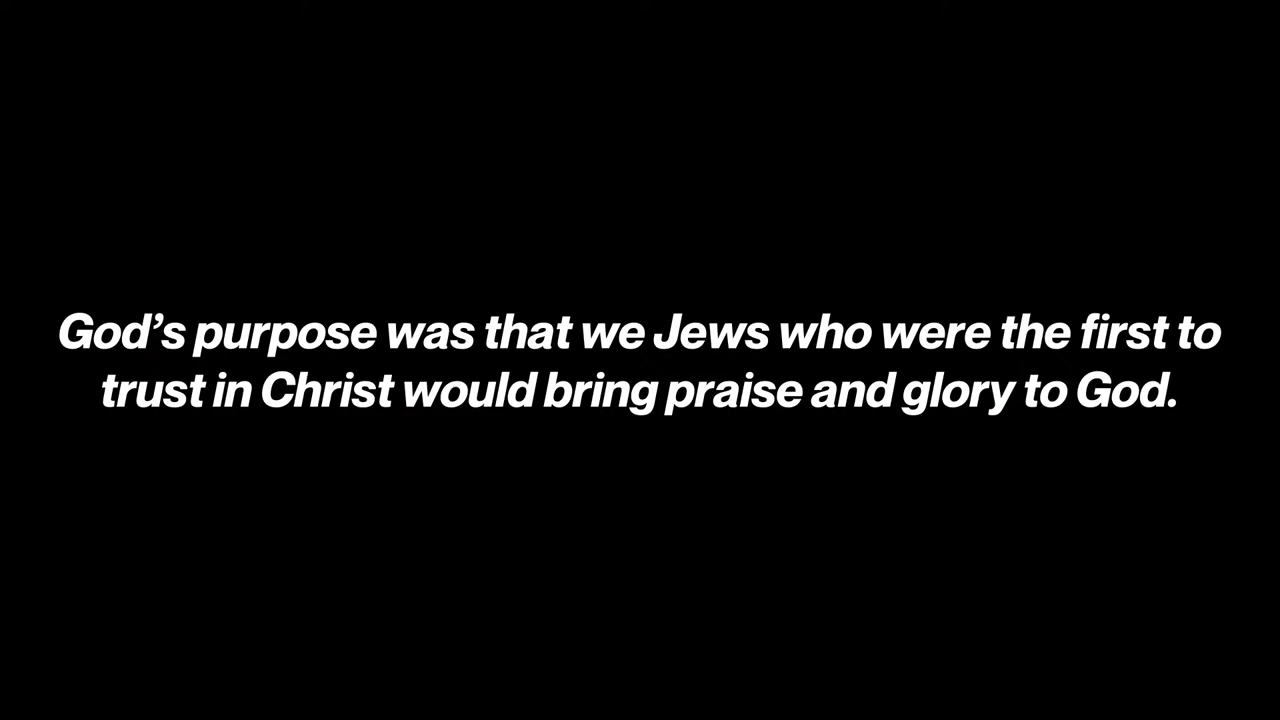 God’s purpose was that we Jews who were the first to
trust in Christ would bring praise and glory to God.